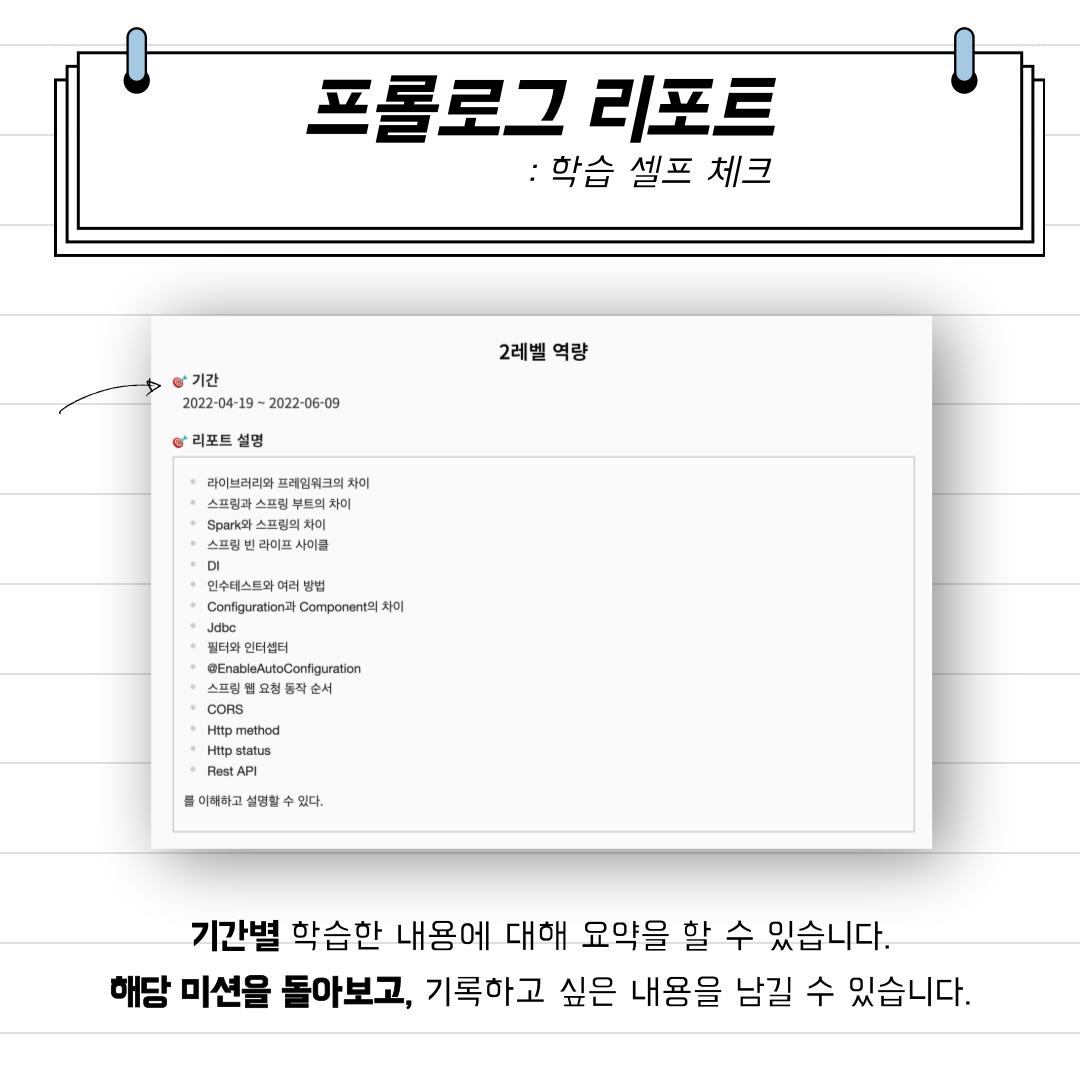 프롤로그 리포트
: 학습 셀프 체크
2레벨 역량
기간
2022-04-19 ~ 2022-06-09
리포트 설명
라이브러리와 프레임워크의 차이
스프링과 스프링 부트의 차이
Spark와 스프링의 차이
스프링 빈 라이프 사이클
DI
인수테스트와 여러 방법
Configuration과 Component의 차이
Jdbc
필터와 인터셉터
@EnableAutoConfiguration
스프링 웹 요청 동작 순서
CORS
Http method
Http status
Rest API
를 이해하고 설명할 수 있다.
기간별 학습한 내용에 대해 요약을 할 수 있습니다.
해당 미션을 돌아보고, 기록하고 싶은 내용을 남길 수 있습니다.